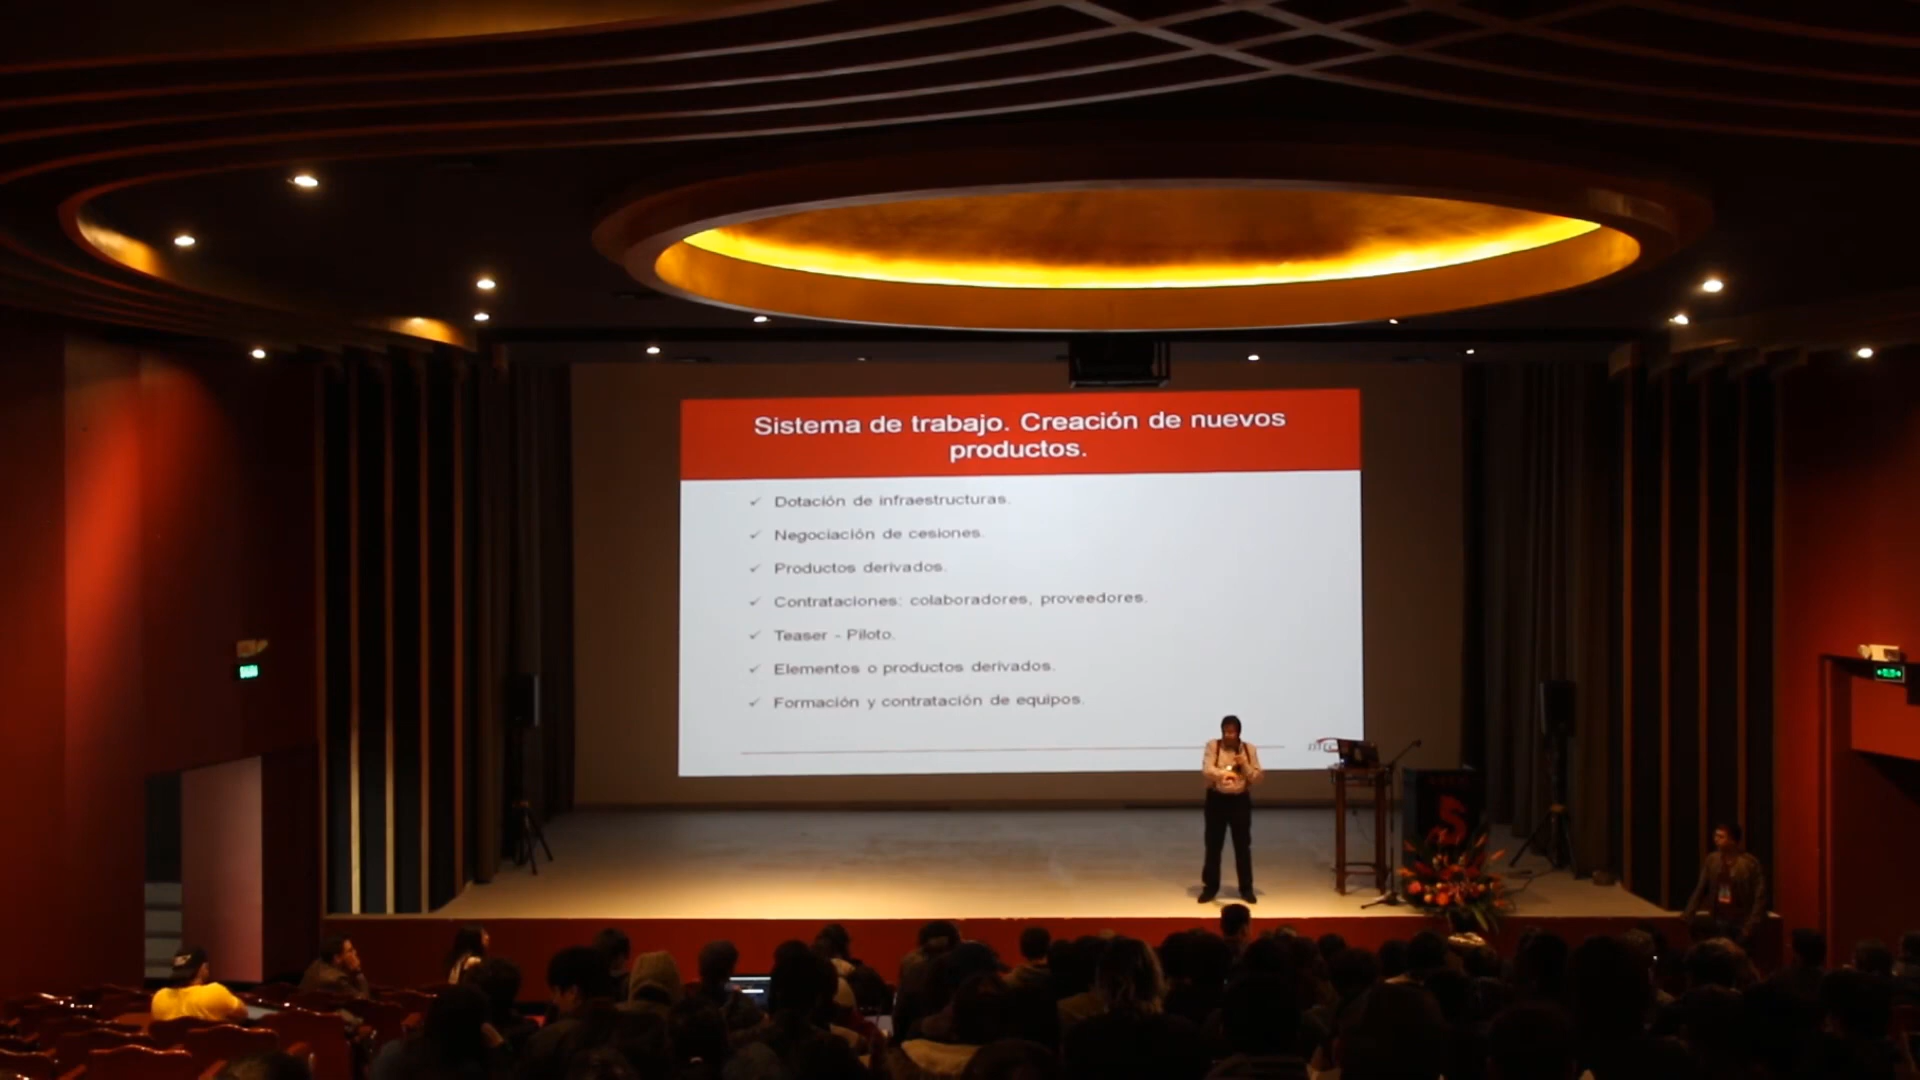 Sistema de trabajo. Creación de nuevos
productos.
✓ Dotación de infraestructuras.
✓ Negociación de cesiones.
✓ Productos derivados.
✓ Contrataciones: colaboradores, proveedores.
✓ Teaser - Piloto.
✓ Elementos o productos derivados.
✓ Formación y contratación de equipos.